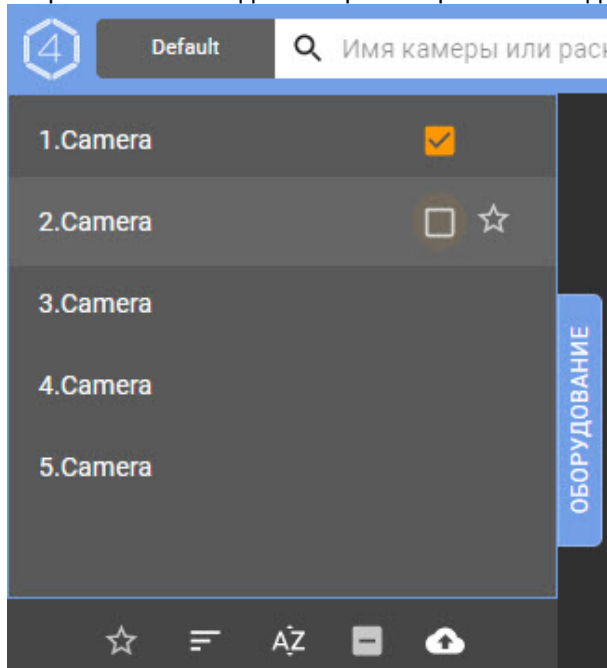 4
Default
Имя камеры или раск
1.Camera
2.Camera
3.Camera
4.Camera
5.Camera
ОБОРУДОВАНИЕ
AZ